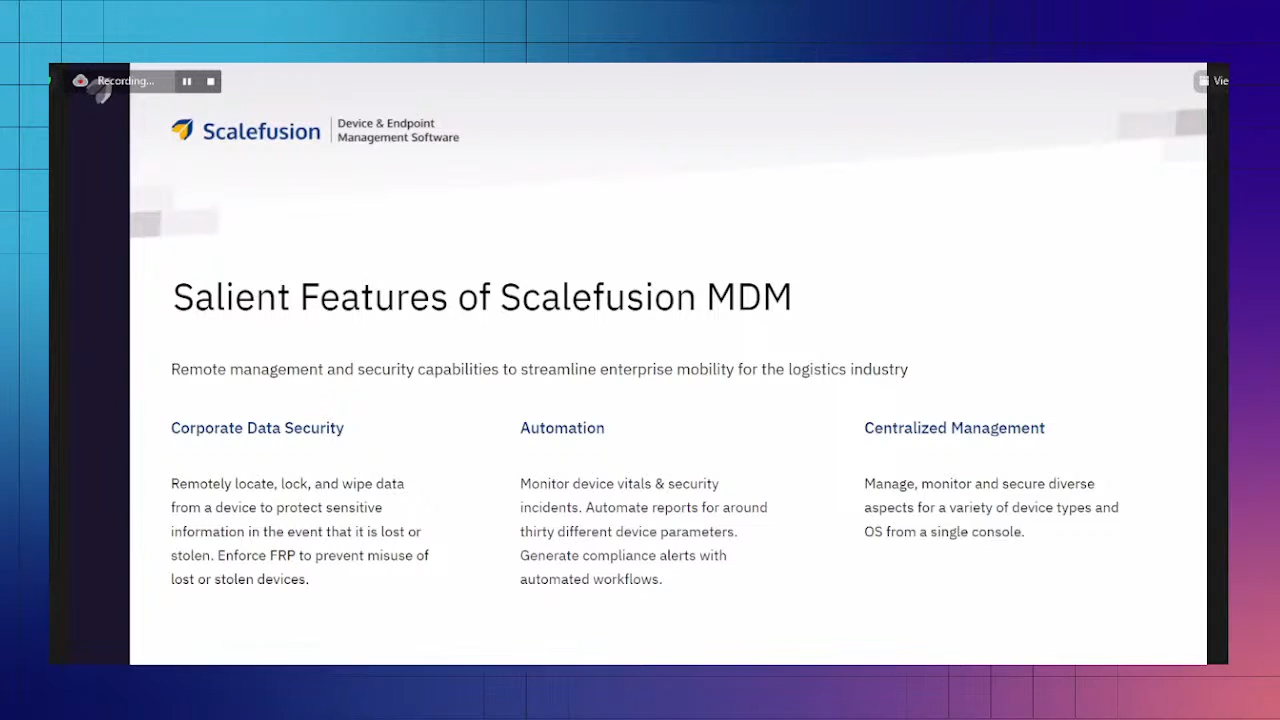 Recording...
Vie
Scalefusion
Device & Endpoint
Management Software
Salient Features of Scalefusion MDM
Remote management and security capabilities to streamline enterprise mobility for the logistics industry
Corporate Data Security
Remotely locate, lock, and wipe data
from a device to protect sensitive
information in the event that it is lost or
stolen. Enforce FRP to prevent misuse of
lost or stolen devices.
Automation
Monitor device vitals & security
incidents. Automate reports for around
thirty different device parameters.
Generate compliance alerts with
automated workflows.
Centralized Management
Manage, monitor and secure diverse
aspects for a variety of device types and
OS from a single console.